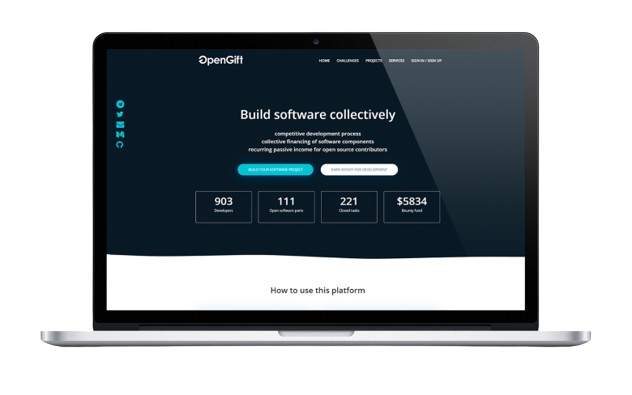 OpenGift
HOME CHALLENGES PROJECTS SERVICES SIGN IN / SIGN UP
Build software collectively
competitive development process
collective financing of software components
recurring passive income for open source contributors
BUILD YOUR SOFTWARE PROJECT
EARN MONEY FOR DEVELOPMENT
903 111 221 $5834
Developers Open software parts Closed tasks Bounty fund
How to use this platform